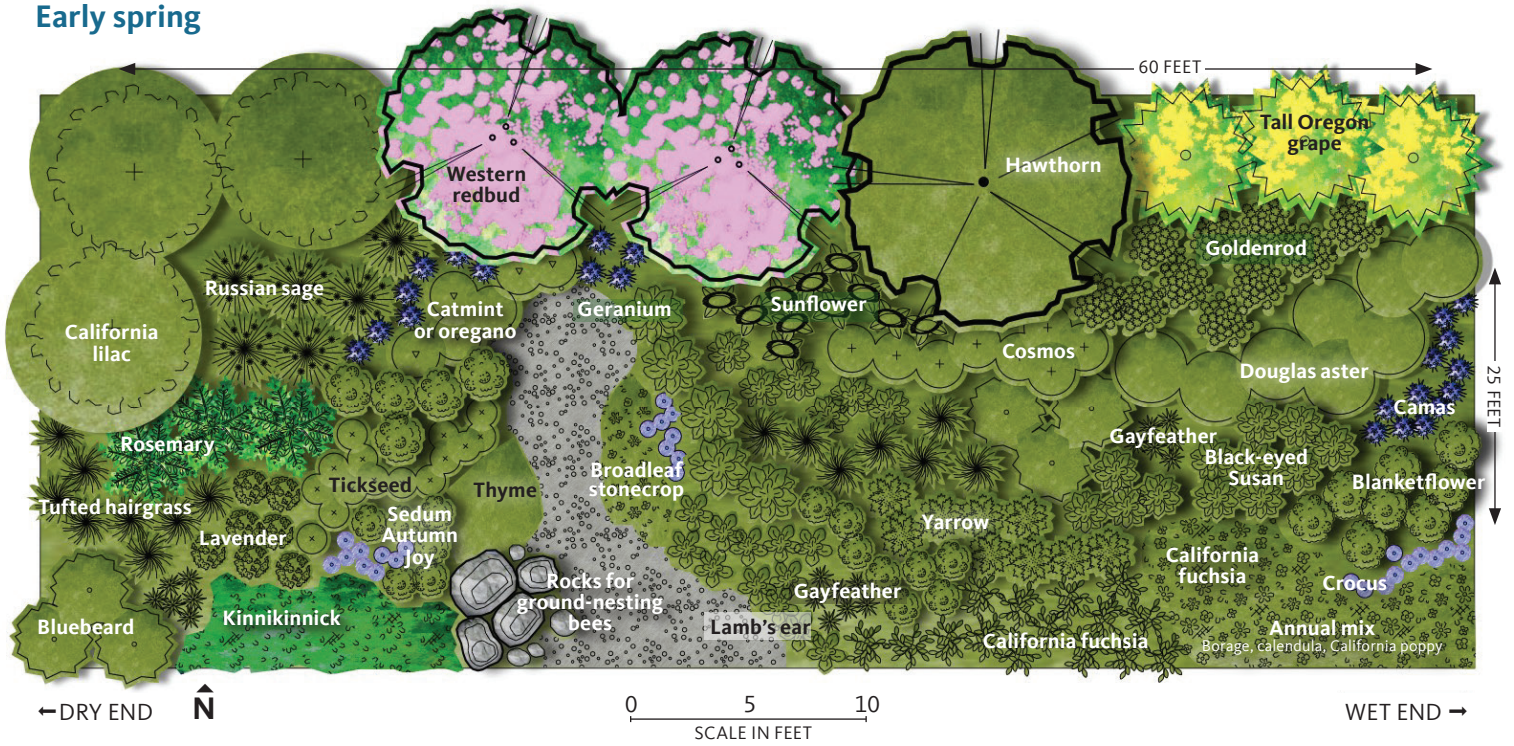 Early spring
60 FEET
Tall Oregon
grape
Hawthorn
Western
redbud
Goldenrod
Russian sage
Catmint
or oregano
Geranium
Sunflower
California
lilac
Cosmos
Douglas aster
25 FEET
Camas
Rosemary
Gayfeather
Black-eyed
Susan
Broadleaf
stonecrop
Tickseed
Thyme
Blanketflower
Tufted hairgrass
Sedum
Autumn
Joy
Yarrow
Lavender
California
fuchsia
Crocus
Rocks for
ground-nesting
bees
Gayfeather
Kinnikinnick
Bluebeard
Lamb's ear
California fuchsia
Annual mix
Borage, calendula, California poppy
←DRY END
N
0 5 10
SCALE IN FEET
WET END →